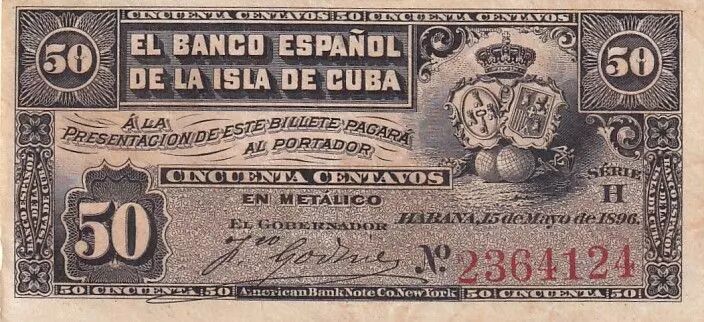 CINCUENTA CENTAVOS 50 CINCUENTA CENTAVOS
50 EL BANCO ESPAÑOL 50
DE LA ISLA DE CUBA
Á LA
PRESENTACION DE ESTE BILLETE PAGARÁ
AL PORTADOR
CINCUENTA CENTAVOS
EN METÁLICO
SÉRIE
H
50
HABANA, 15 de Mayo de 1896.
EL GOBERNADOR
No. 2364124
50 CINCUENTA 50 American Bank Note Co. New York 50 CINCUENTA 50